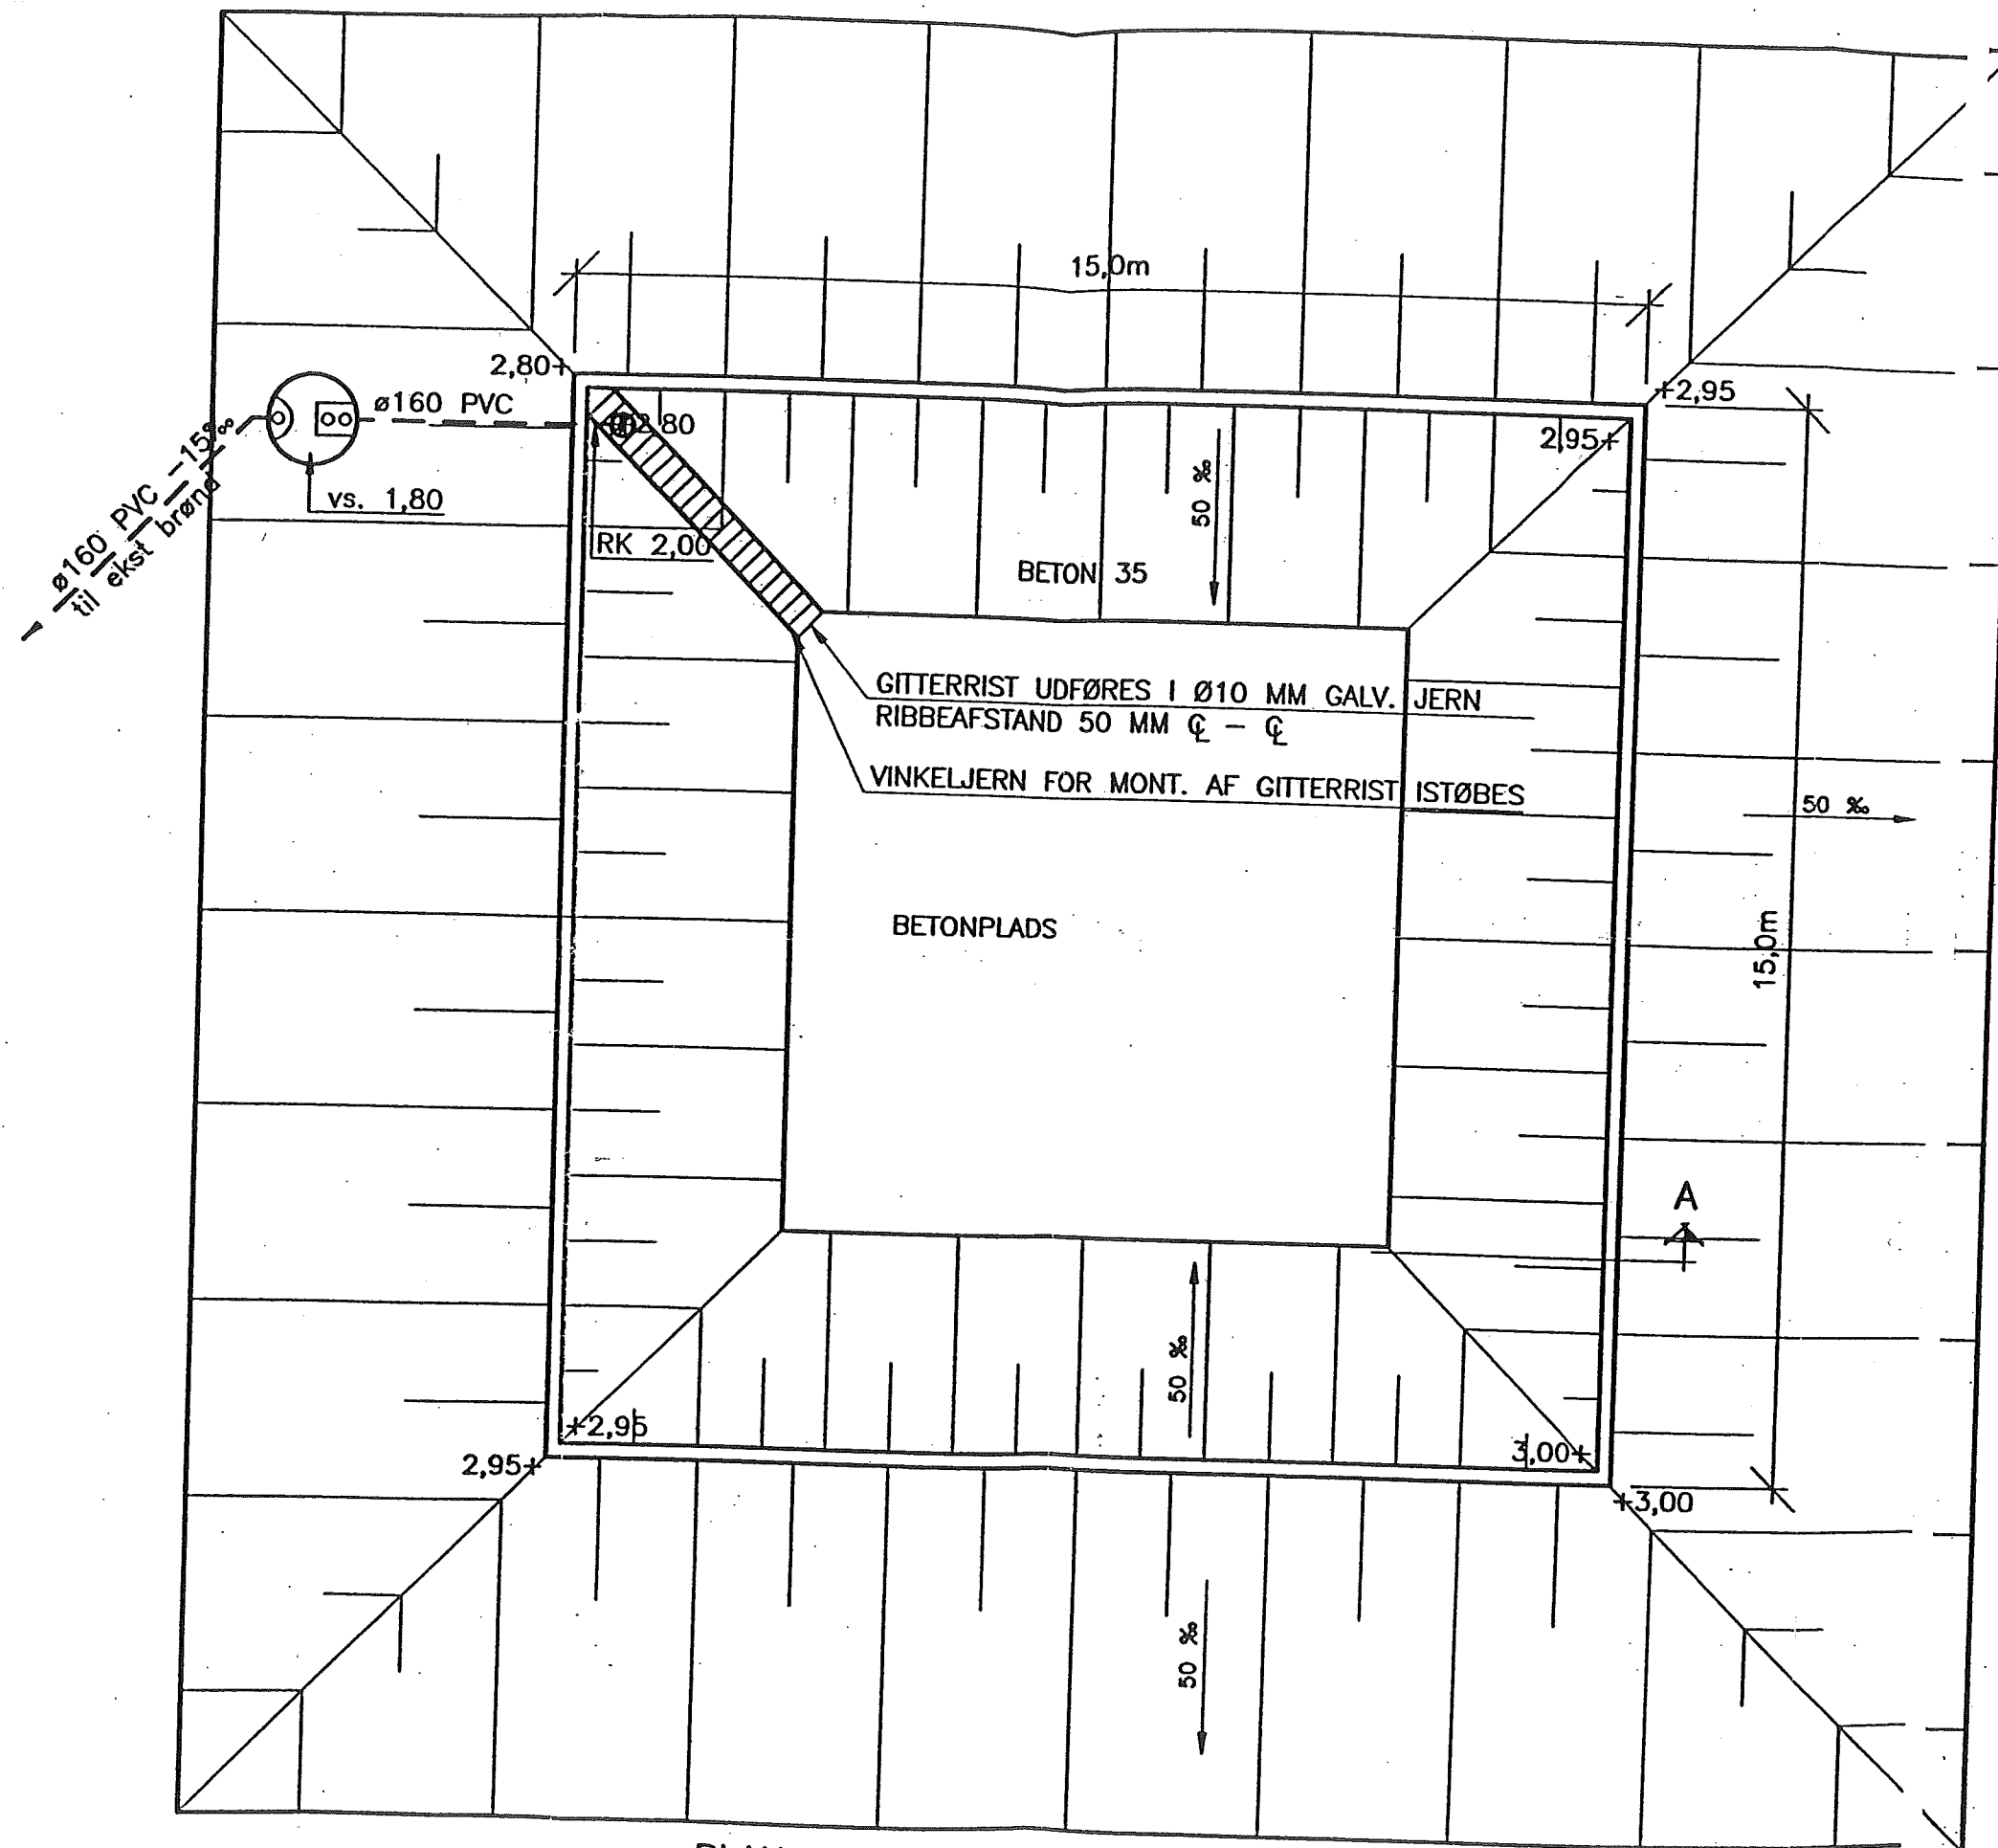 15,0m
2,80
2,95
ø160 PVC
2,80
2,95
ø160 PVC - 15‰
til ekst brønd
vs. 1,80
50 ‰
RK 2,00
BETON 35
GITTERRIST UDFØRES I Ø10 MM GALV. JERN
RIBBEAFSTAND 50 MM ℄ - ℄
VINKELJERN FOR MONT. AF GITTERRIST ISTØBES
50 ‰
BETONPLADS
15,0m
A
50 ‰
2,95
2,95
3,00
3,00
50 ‰